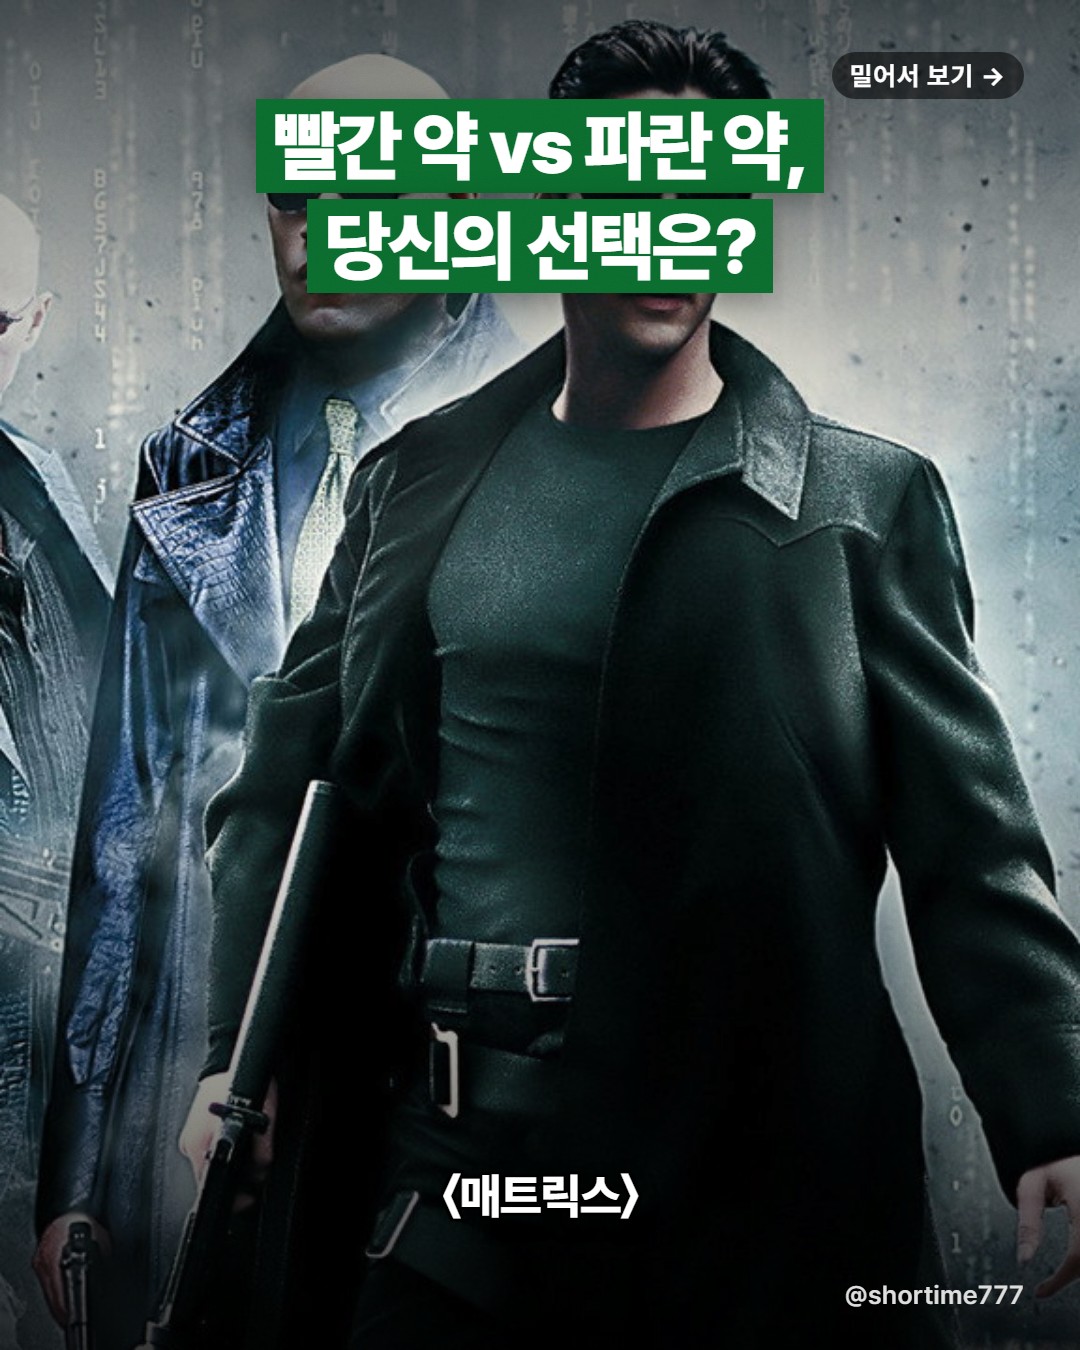 밀어서 보기 →
빨간 약 vs 파란 약,
당신의 선택은?
〈매트릭스〉
@shortime777